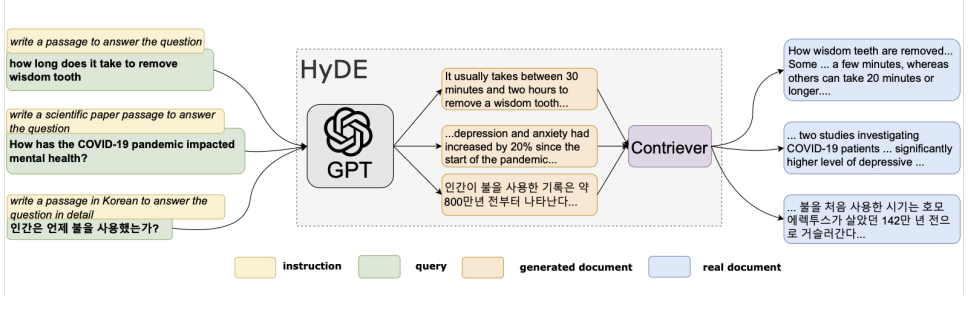 write a passage to answer the question
how long does it take to remove
wisdom tooth
write a scientific paper passage to answer
the question
How has the COVID-19 pandemic impacted
mental health?
write a passage in Korean to answer the
question in detail
인간은 언제 불을 사용했는가?
HyDE
GPT
It usually takes between 30
minutes and two hours to
remove a wisdom tooth...
...depression and anxiety had
increased by 20% since the
start of the pandemic...
인간이 불을 사용한 기록은 약
800만년 전부터 나타난다...
Contriever
How wisdom teeth are removed...
Some ... a few minutes, whereas
others can take 20 minutes or
longer....
... two studies investigating
COVID-19 patients ... significantly
higher level of depressive ...
... 불을 처음 사용한 시기는 호모
에렉투스가 살았던 142만 년 전으
로 거슬러간다...
instruction
query
generated document
real document